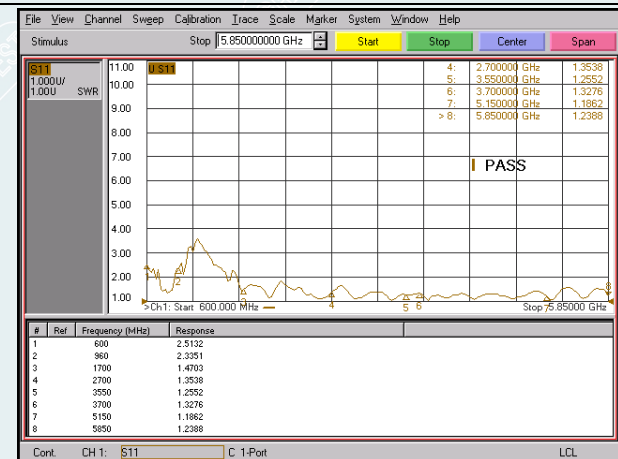 File View Channel Sweep Calibration Trace Scale Marker System Window Help
Stimulus Stop 5.850000000 GHz Start Stop Center Span
S11
1.000U/
1.00U SWR
11.00 U S11
10.00
9.00
8.00
7.00
6.00
5.00
4.00
3.00
2.00
1.00
4: 2.700000 GHz 1.3538
5: 3.550000 GHz 1.2552
6: 3.700000 GHz 1.3276
7: 5.150000 GHz 1.1862
> 8: 5.850000 GHz 1.2388
PASS
2
4 5 6 7 8
>Ch1: Start 600.000 MHz Stop 5.85000 GHz
# Ref Frequency (MHz) Response
1 600 2.5132
2 960 2.3351
3 1700 1.4703
4 2700 1.3538
5 3550 1.2552
6 3700 1.3276
7 5150 1.1862
8 5850 1.2388
Cont. CH 1: S11 C 1-Port LCL